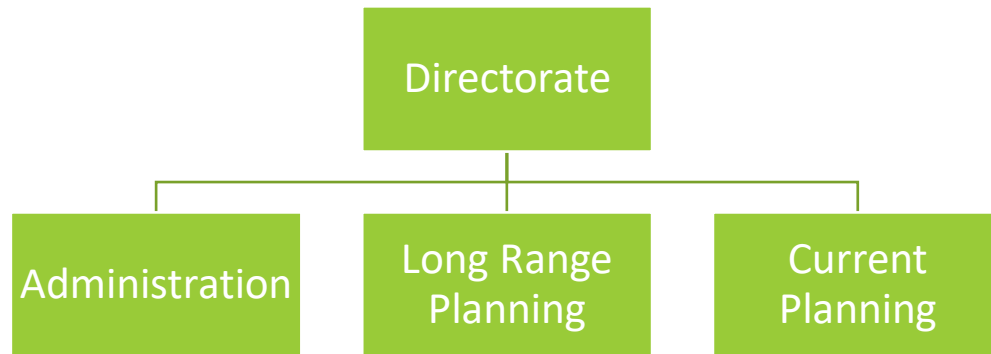 Directorate
Administration
Long Range
Planning
Current
Planning